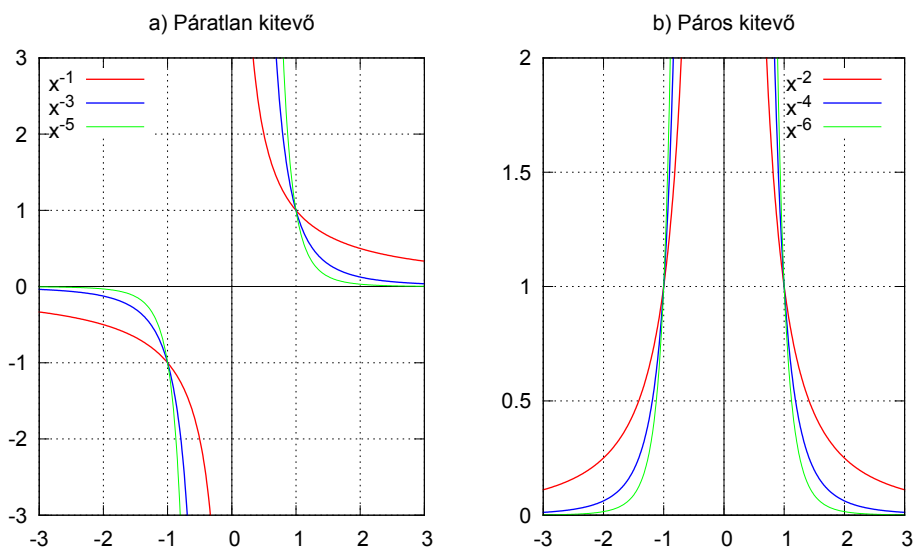 a) Páratlan kitevő
3
2
1
0
-1
-2
-3
-3 -2 -1 0 1 2 3
x-1
x-3
x-5
b) Páros kitevő
2
1.5
1
0.5
0
-3 -2 -1 0 1 2 3
x-2
x-4
x-6